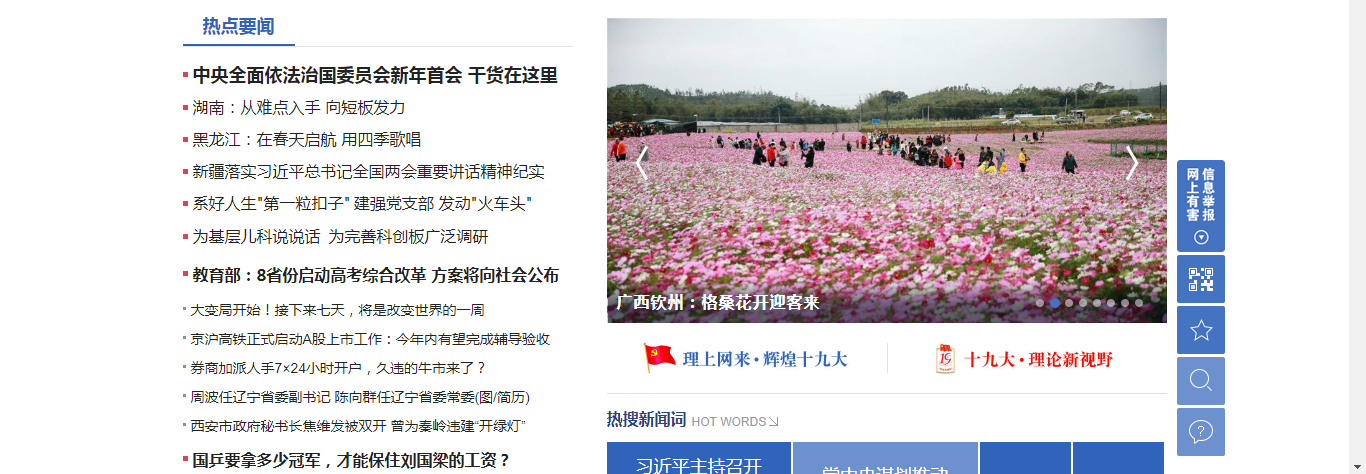 热点要闻
中央全面依法治国委员会新年首会 干货在这里
湖南：从难点入手 向短板发力
黑龙江：在春天启航 用四季歌唱
新疆落实习近平总书记全国两会重要讲话精神纪实
系好人生"第一粒扣子" 建强党支部 发动"火车头"
为基层儿科说说话 为完善科创板广泛调研
教育部：8省份启动高考综合改革 方案将向社会公布
大变局开始！接下来七天，将是改变世界的一周
京沪高铁正式启动A股上市工作：今年内有望完成辅导验收
券商加派人手7×24小时开户，久违的牛市来了？
周波任辽宁省委副书记 陈向群任辽宁省委常委(图/简历)
西安市政府秘书长焦维发被双开 曾为秦岭违建“开绿灯”
国乒要拿多少冠军，才能保住刘国梁的工资？
广西钦州：格桑花开迎客来
理上网来·辉煌十九大
19
十九大·理论新视野
热搜新闻词 HOT WORDS
习近平主持召开
党中央谋划推动
网上有害
信息举报